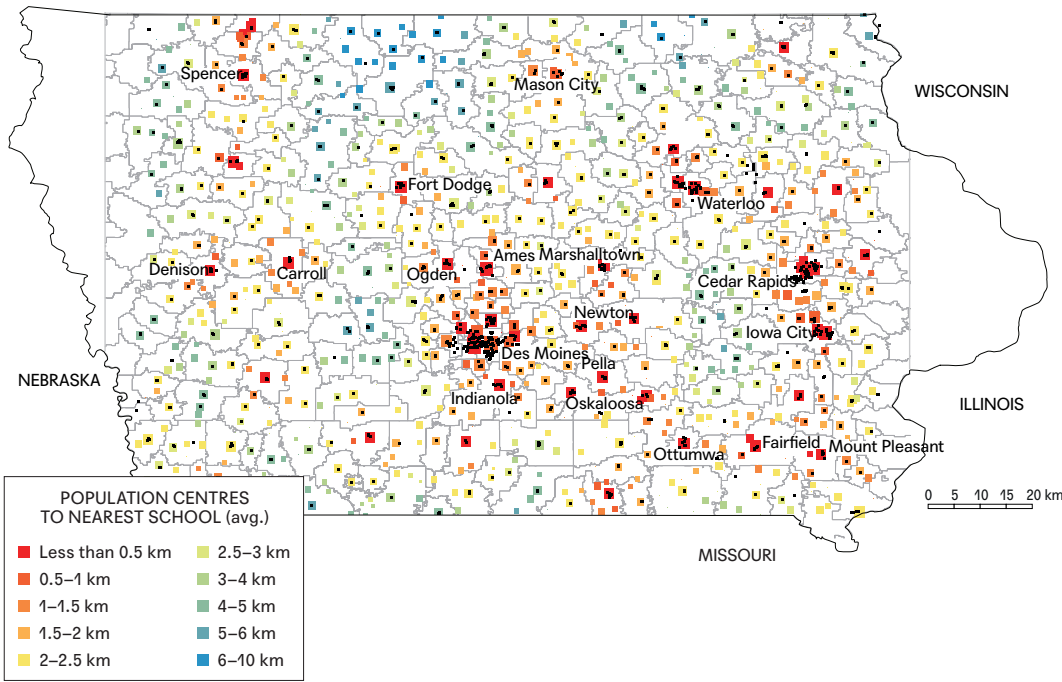 WISCONSIN
Spencer
Mason City
Fort Dodge
Waterloo
Denison
Carroll
Ogden
Ames
Marshalltown
Cedar Rapids
Newton
Iowa City
Des Moines
Pella
NEBRASKA
Indianola
Oskaloosa
ILLINOIS
Ottumwa
Fairfield
Mount Pleasant
0 5 10 15 20 km
MISSOURI
POPULATION CENTRES
TO NEAREST SCHOOL (avg.)
Less than 0.5 km
0.5–1 km
1–1.5 km
1.5–2 km
2–2.5 km
2.5–3 km
3–4 km
4–5 km
5–6 km
6–10 km